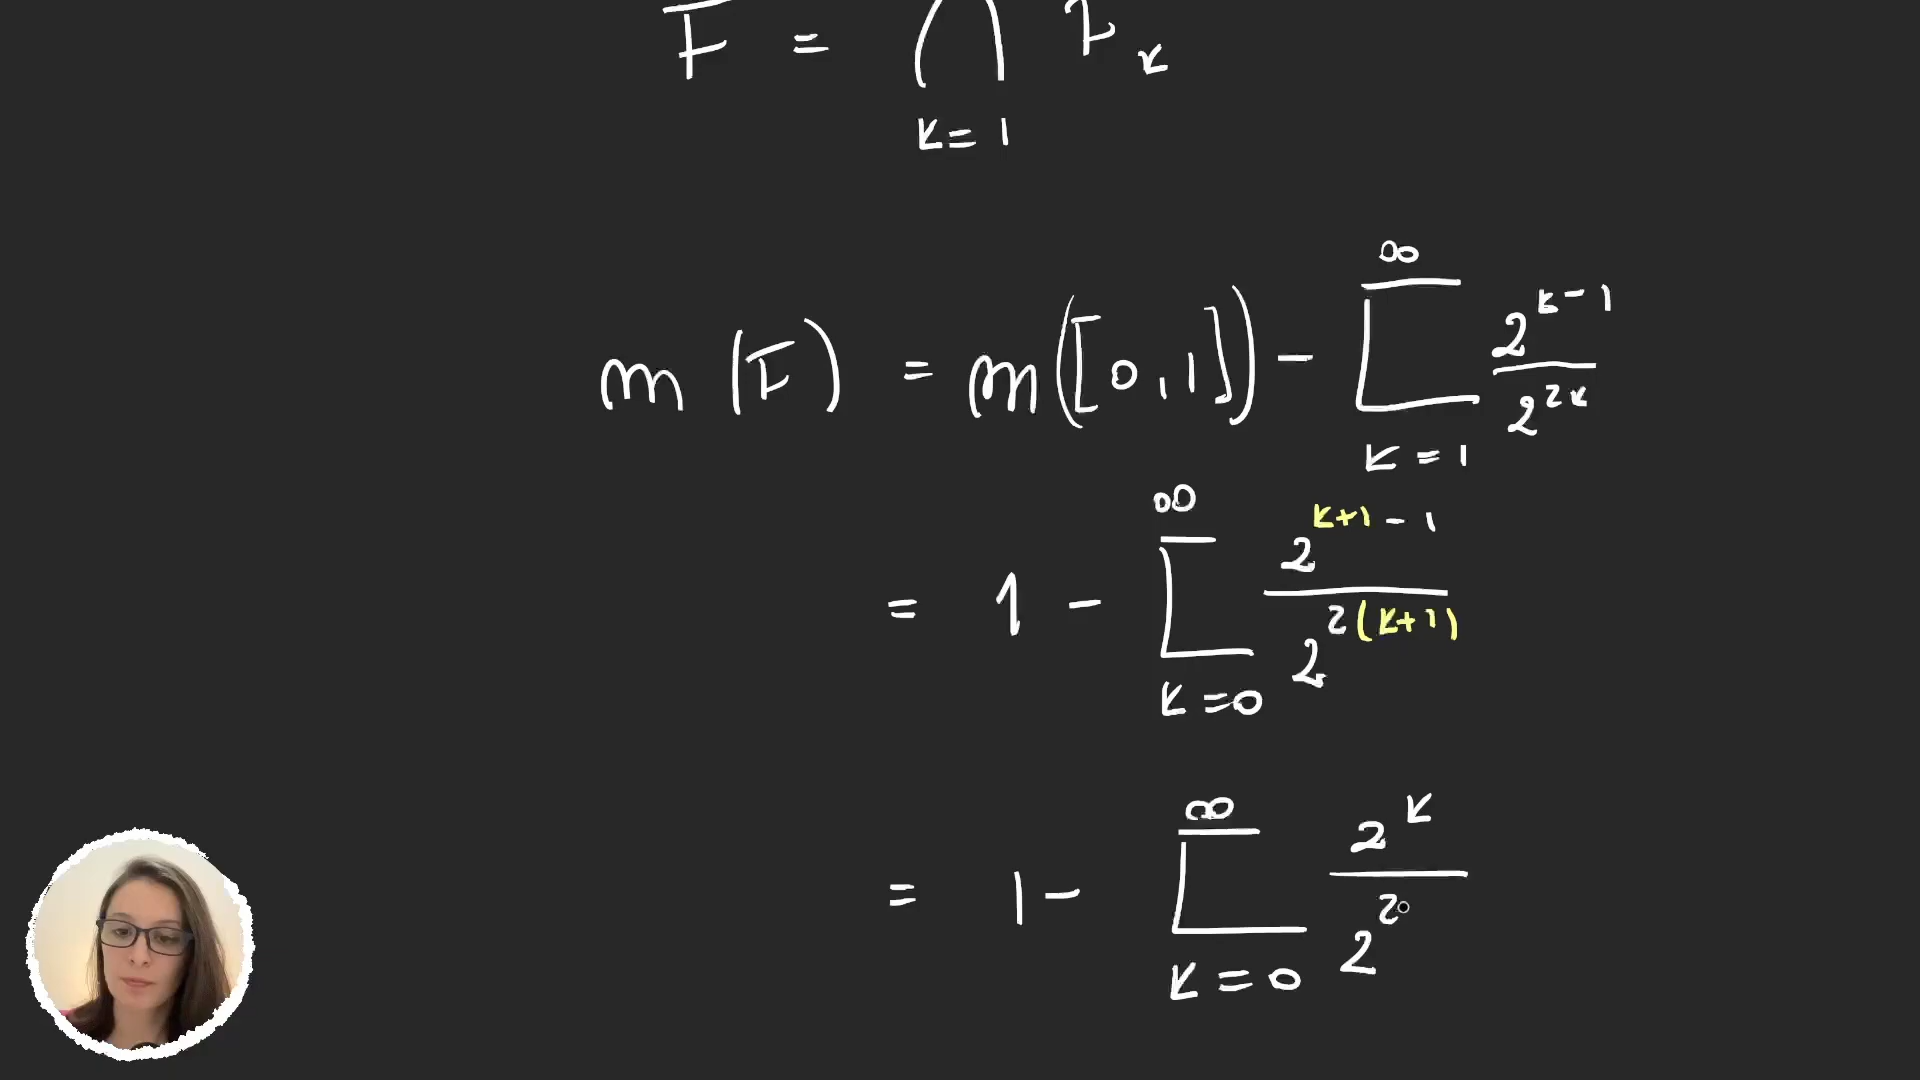 F = ⋂ F_k
k = 1
m(F) = m([0,1]) - ∑_{k=1}^{∞} 2^{k-1} / 2^{2k}
= 1 - ∑_{k=0}^{∞} 2^{k+1-1} / 2^{2(k+1)}
= 1 - ∑_{k=0}^{∞} 2^k / 2^2